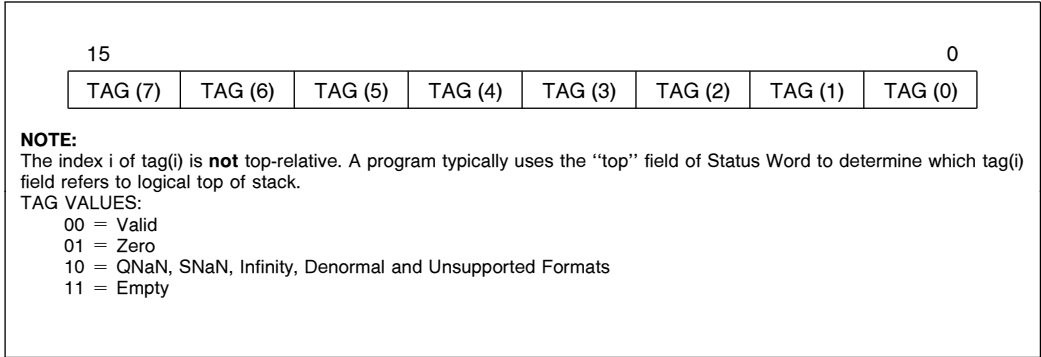 15 0
TAG (7) TAG (6) TAG (5) TAG (4) TAG (3) TAG (2) TAG (1) TAG (0)
NOTE:
The index i of tag(i) is not top-relative. A program typically uses the ‘‘top’’ field of Status Word to determine which tag(i)
field refers to logical top of stack.
TAG VALUES:
00 = Valid
01 = Zero
10 = QNaN, SNaN, Infinity, Denormal and Unsupported Formats
11 = Empty